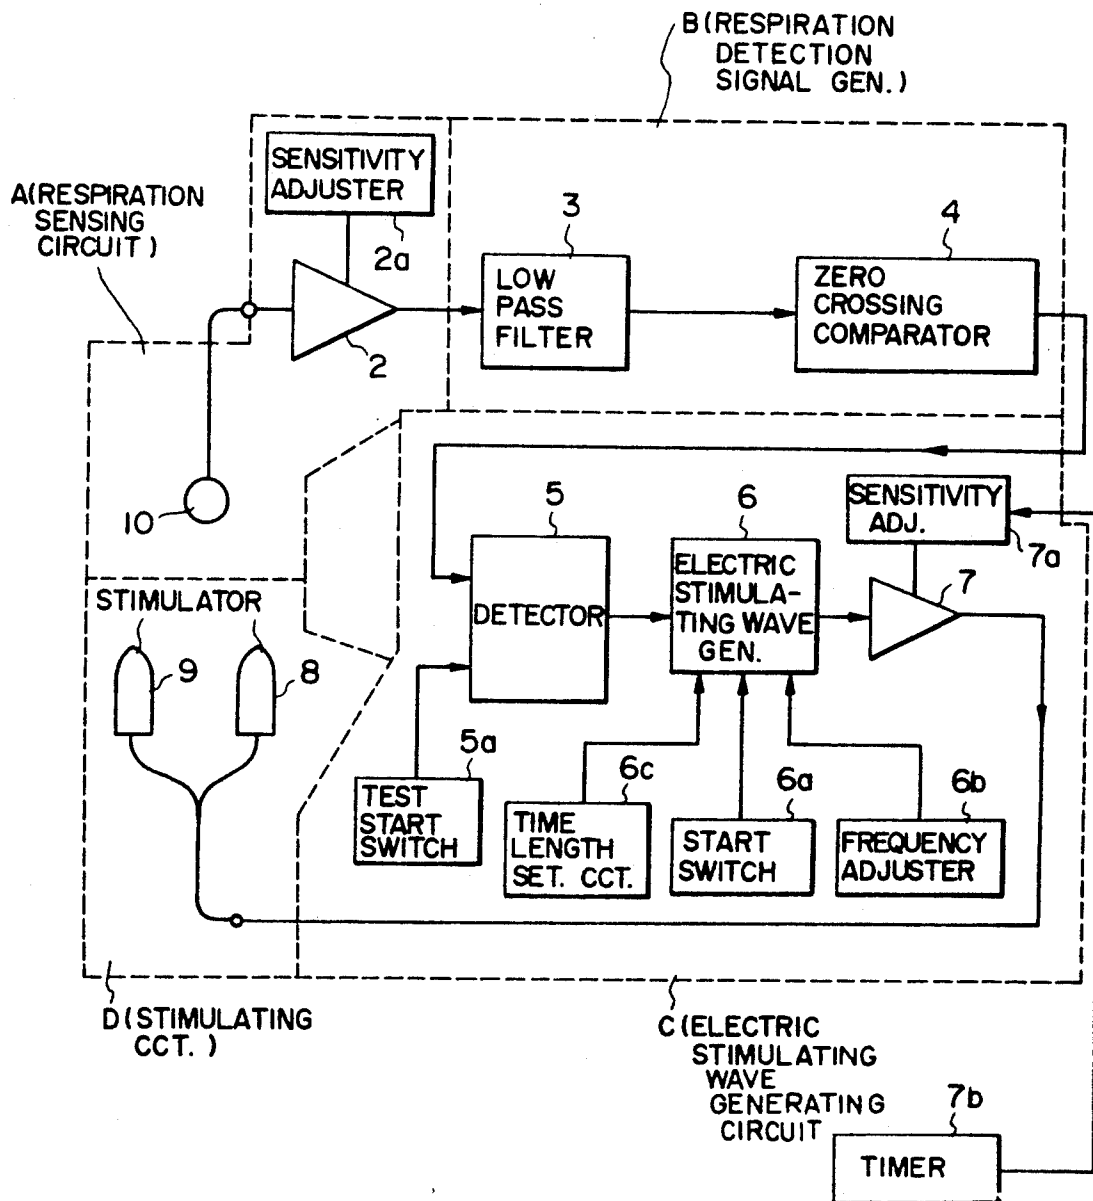 B(RESPIRATION
DETECTION
SIGNAL GEN.)
A(RESPIRATION
SENSING
CIRCUIT)
SENSITIVITY
ADJUSTER
2a
2
3
LOW
PASS
FILTER
4
ZERO
CROSSING
COMPARATOR
10
5
DETECTOR
6
ELECTRIC
STIMULA-
TING WAVE
GEN.
SENSITIVITY
ADJ.
7a
7
STIMULATOR
9
8
5a
TEST
START
SWITCH
6c
TIME
LENGTH
SET. CCT.
6a
START
SWITCH
6b
FREQUENCY
ADJUSTER
D(STIMULATING
CCT.)
C(ELECTRIC
STIMULATING
WAVE
GENERATING
CIRCUIT
7b
TIMER